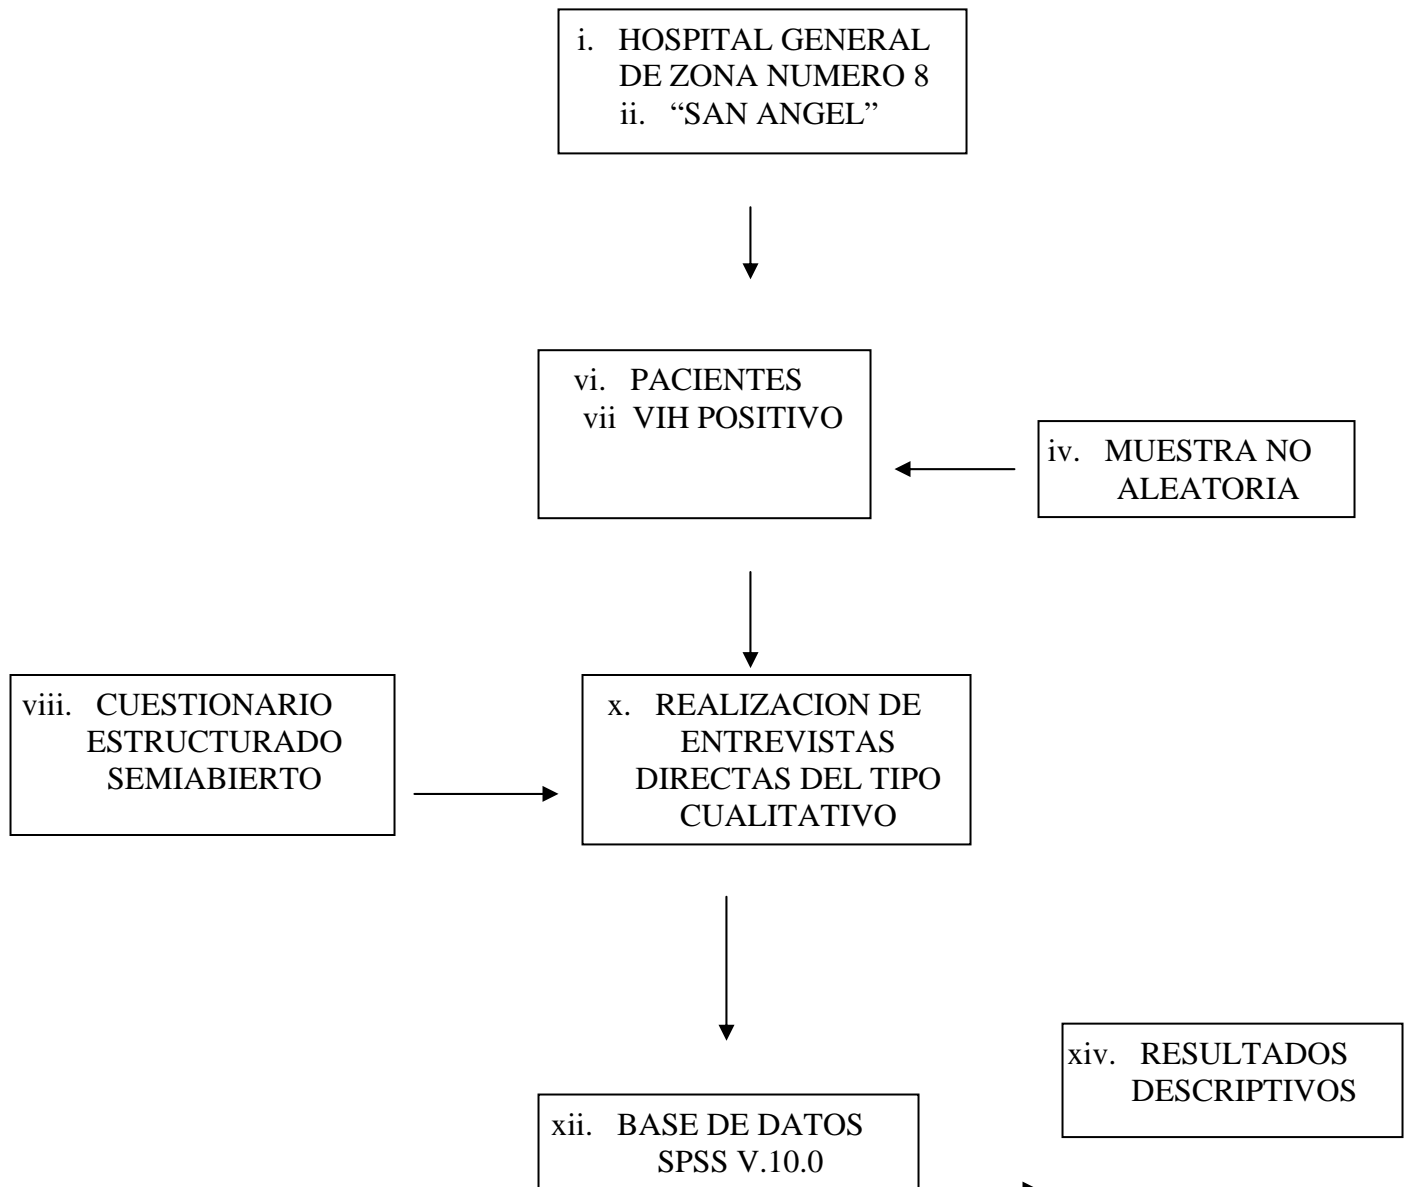 i. HOSPITAL GENERAL
DE ZONA NUMERO 8
ii. “SAN ANGEL”
vi. PACIENTES
vii VIH POSITIVO
iv. MUESTRA NO
ALEATORIA
viii. CUESTIONARIO
ESTRUCTURADO
SEMIABIERTO
x. REALIZACION DE
ENTREVISTAS
DIRECTAS DEL TIPO
CUALITATIVO
xiv. RESULTADOS
DESCRIPTIVOS
xii. BASE DE DATOS
SPSS V.10.0